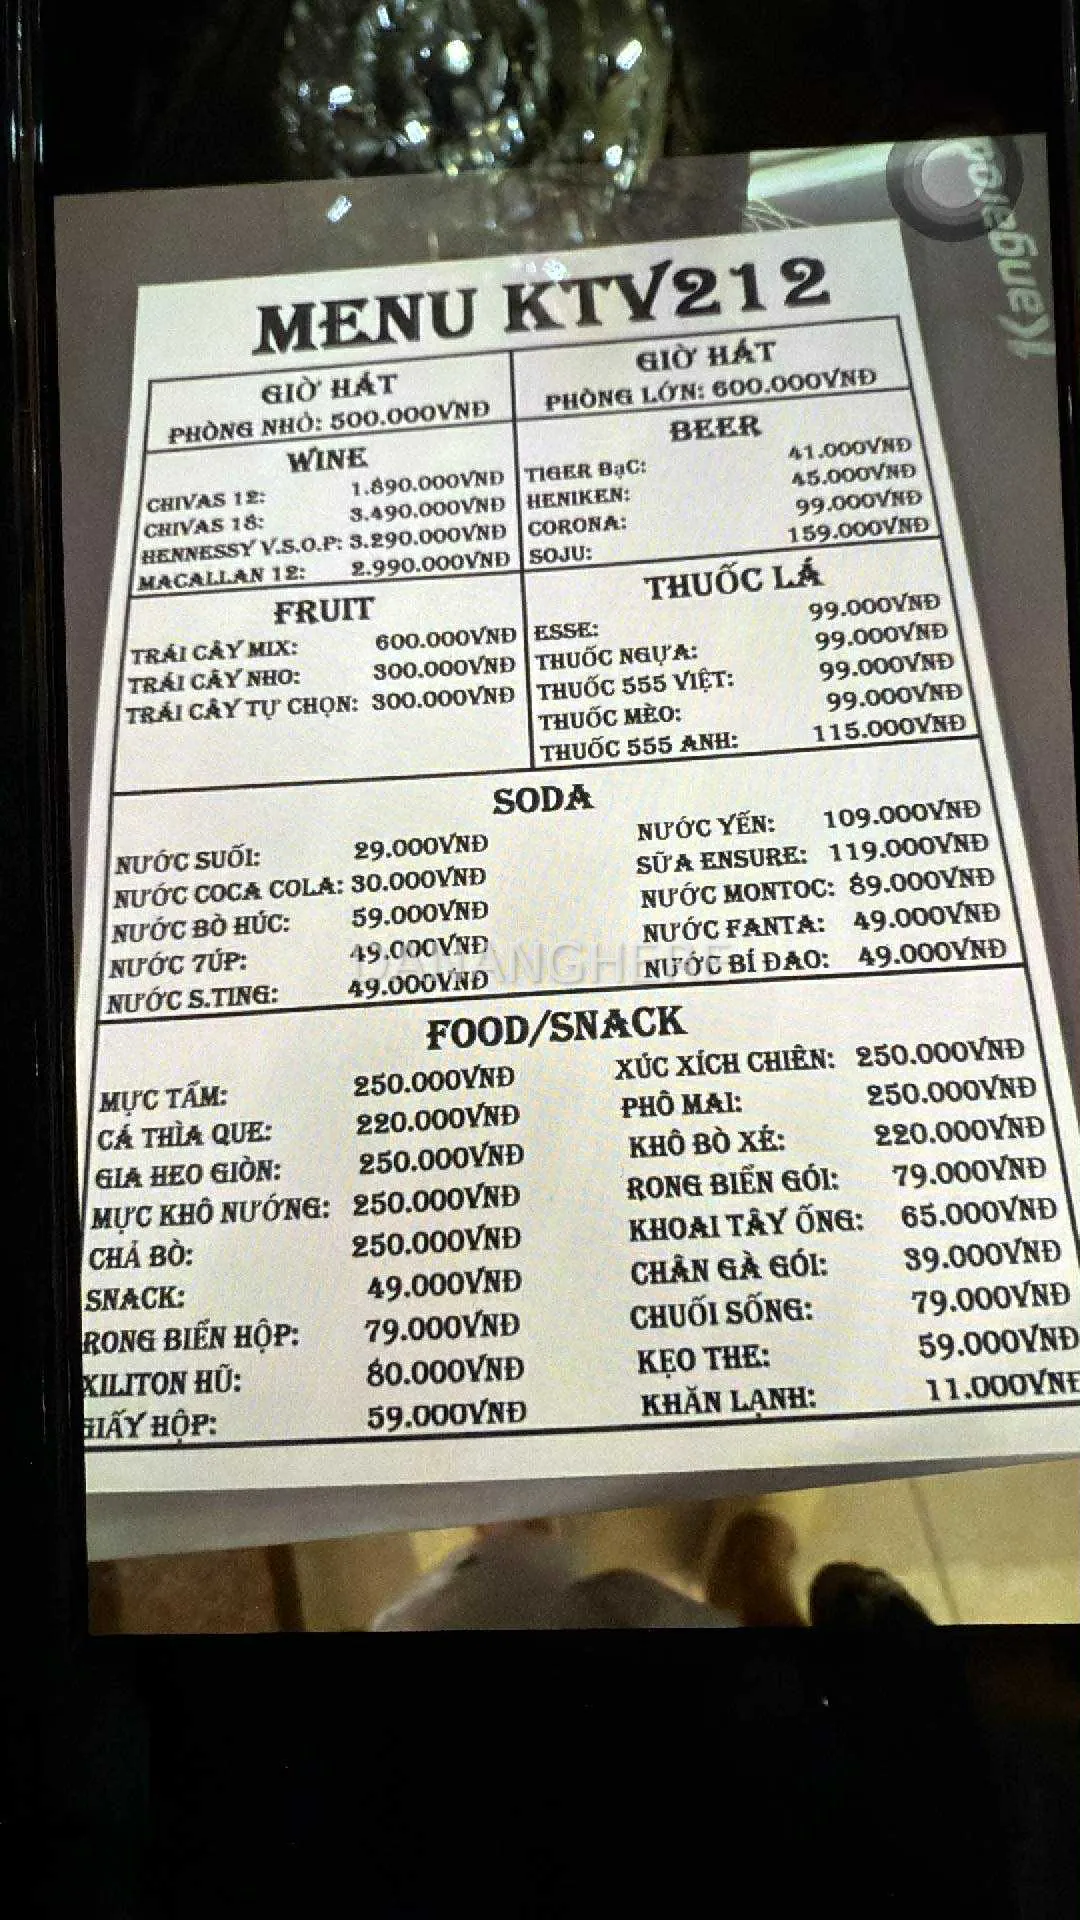 Kangaroo
MENU KTV212
GIỜ HÁT
PHÒNG NHỎ: 500.000VNĐ
GIỜ HÁT
PHÒNG LỚN: 600.000VNĐ
WINE
CHIVAS 12: 1.890.000VNĐ
CHIVAS 18: 3.490.000VNĐ
HENNESSY V.S.O.P: 3.290.000VNĐ
MACALLAN 12: 2.990.000VNĐ
BEER
TIGER BạC: 41.000VNĐ
HENIKEN: 45.000VNĐ
CORONA: 99.000VNĐ
SOJU: 159.000VNĐ
FRUIT
TRÁI CÂY MIX: 600.000VNĐ
TRÁI CÂY NHO: 300.000VNĐ
TRÁI CÂY TỰ CHỌN: 300.000VNĐ
THUỐC LÁ
ESSE: 99.000VNĐ
THUỐC NGỰA: 99.000VNĐ
THUỐC 555 VIỆT: 99.000VNĐ
THUỐC MÈO: 99.000VNĐ
THUỐC 555 ANH: 115.000VNĐ
SODA
NƯỚC SUỐI: 29.000VNĐ
NƯỚC COCA COLA: 30.000VNĐ
NƯỚC BÒ HÚC: 59.000VNĐ
NƯỚC 7ÚP: 49.000VNĐ
NƯỚC S.TING: 49.000VNĐ
NƯỚC YẾN: 109.000VNĐ
SỮA ENSURE: 119.000VNĐ
NƯỚC MONTOC: 89.000VNĐ
NƯỚC FANTA: 49.000VNĐ
NƯỚC BÍ ĐAO: 49.000VNĐ
DANANGHERE
FOOD/SNACK
MỰC TẨM: 250.000VNĐ
CÁ THÌA QUE: 220.000VNĐ
GIA HEO GIÒN: 250.000VNĐ
MỰC KHÔ NƯỚNG: 250.000VNĐ
CHẢ BÒ: 250.000VNĐ
SNACK: 49.000VNĐ
RONG BIỂN HỘP: 79.000VNĐ
XILITON HŨ: 80.000VNĐ
GIẤY HỘP: 59.000VNĐ
XÚC XÍCH CHIÊN: 250.000VNĐ
PHÔ MAI: 250.000VNĐ
KHÔ BÒ XÉ: 220.000VNĐ
RONG BIỂN GÓI: 79.000VNĐ
KHOAI TÂY ỐNG: 65.000VNĐ
CHÂN GÀ GÓI: 39.000VNĐ
CHUỐI SỐNG: 79.000VNĐ
KẸO THE: 59.000VNĐ
KHĂN LẠNH: 11.000VNĐ